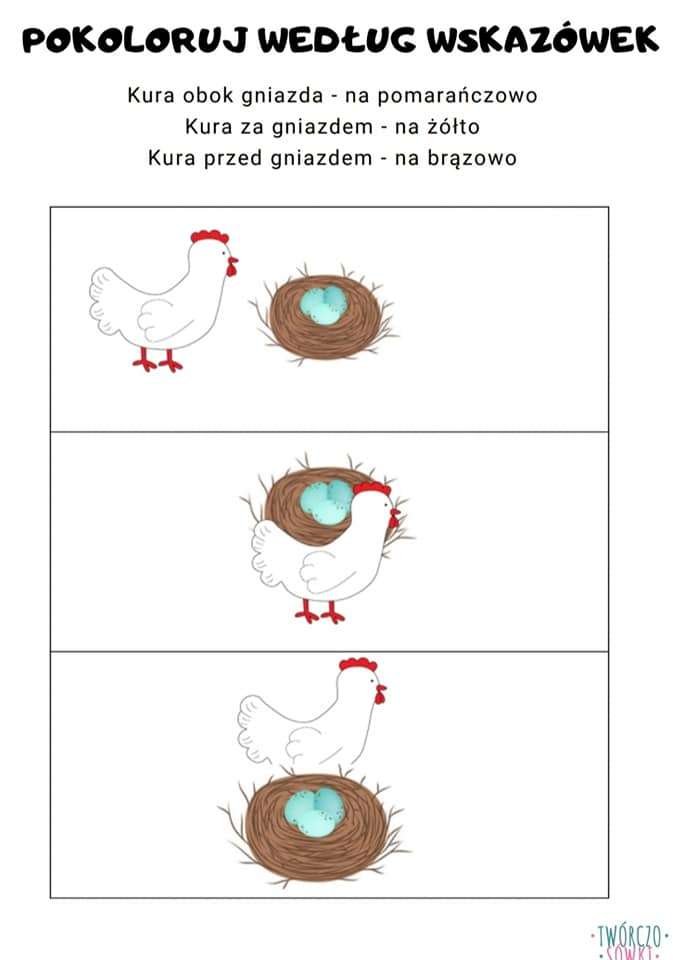 POKOLORUJ WEDŁUG WSKAZÓWEK
Kura obok gniazda - na pomarańczowo
Kura za gniazdem - na żółto
Kura przed gniazdem - na brązowo
·TWÓRCZO·
·SÓWKI·